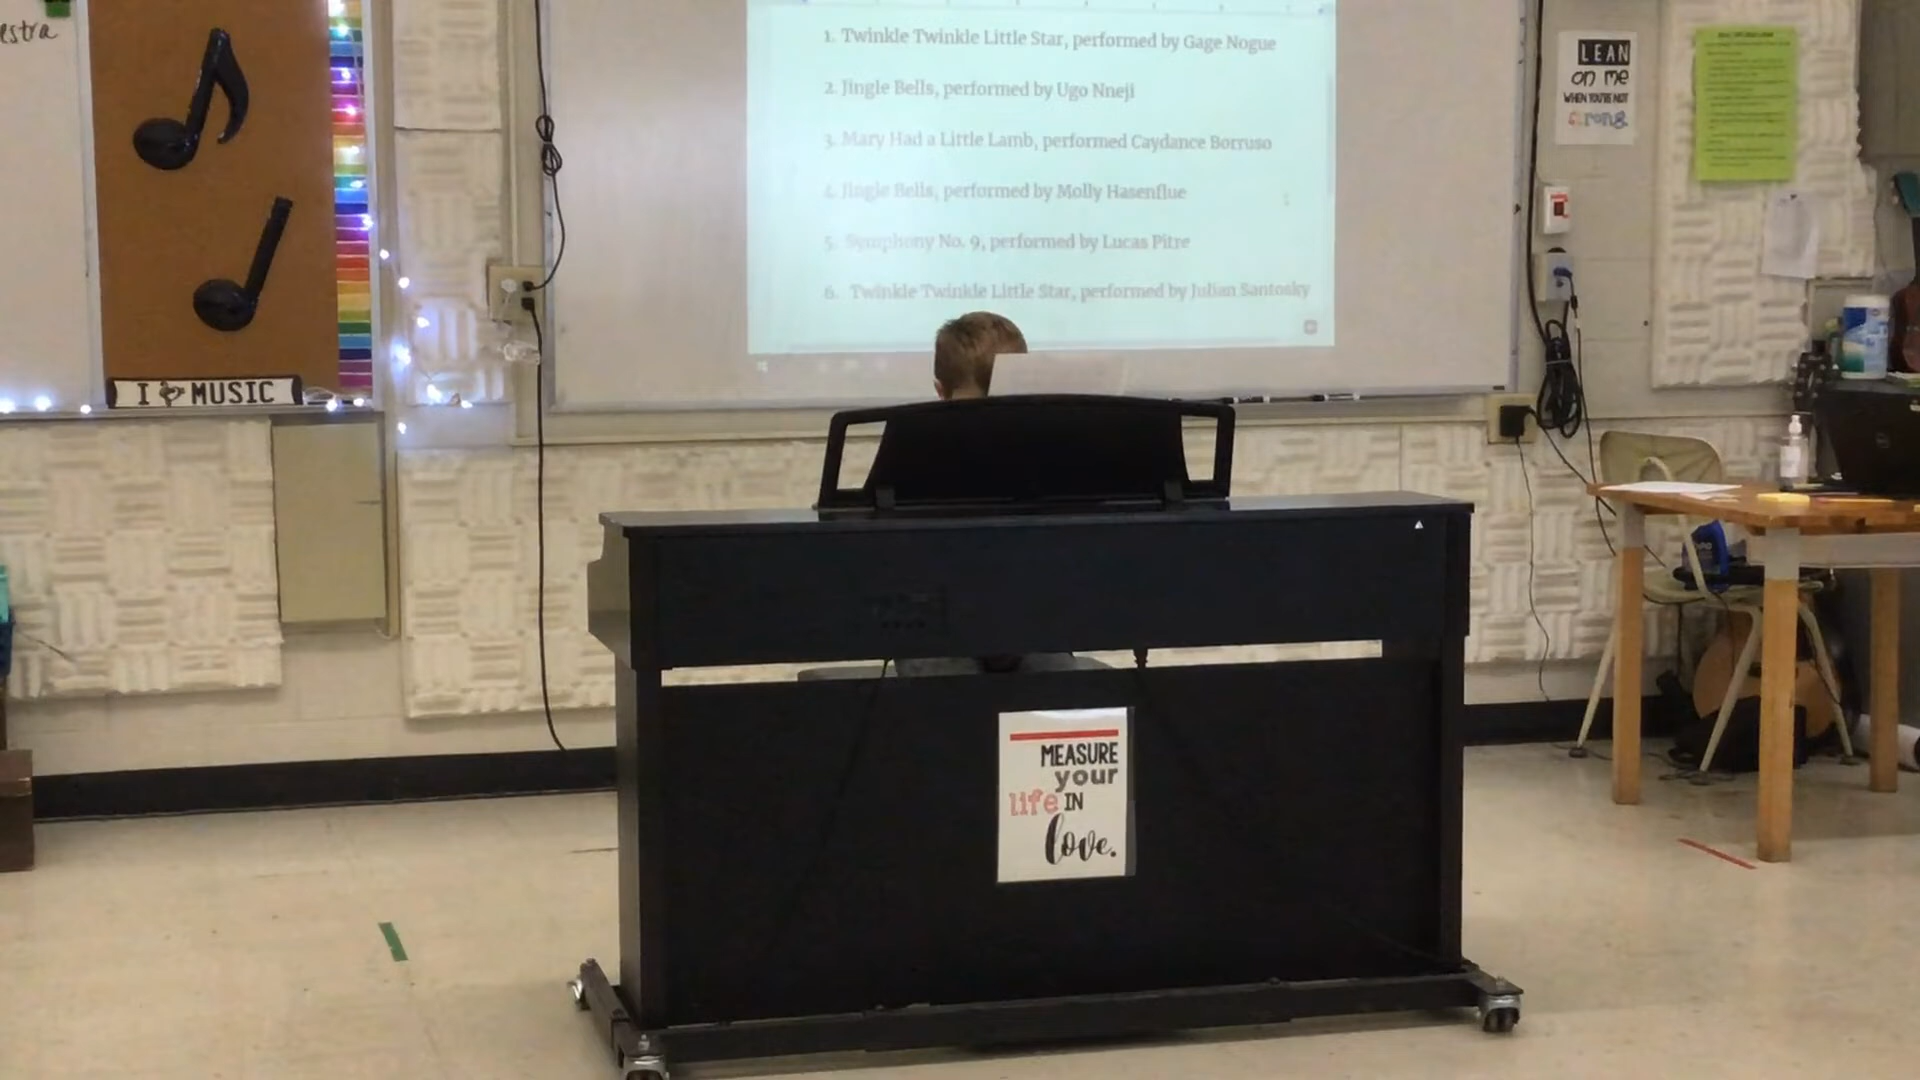 estra
1. Twinkle Twinkle Little Star, performed by Gage Nogue
2. Jingle Bells, performed by Ugo Nneji
3. Mary Had a Little Lamb, performed Caydance Borruso
4. Jingle Bells, performed by Molly Hasenflue
5. Symphony No. 9, performed by Lucas Pitre
6. Twinkle Twinkle Little Star, performed by Julian Santosky
LEAN
on me
WHEN YOU'RE NOT
strong
I MUSIC
MEASURE
your
life IN
love.